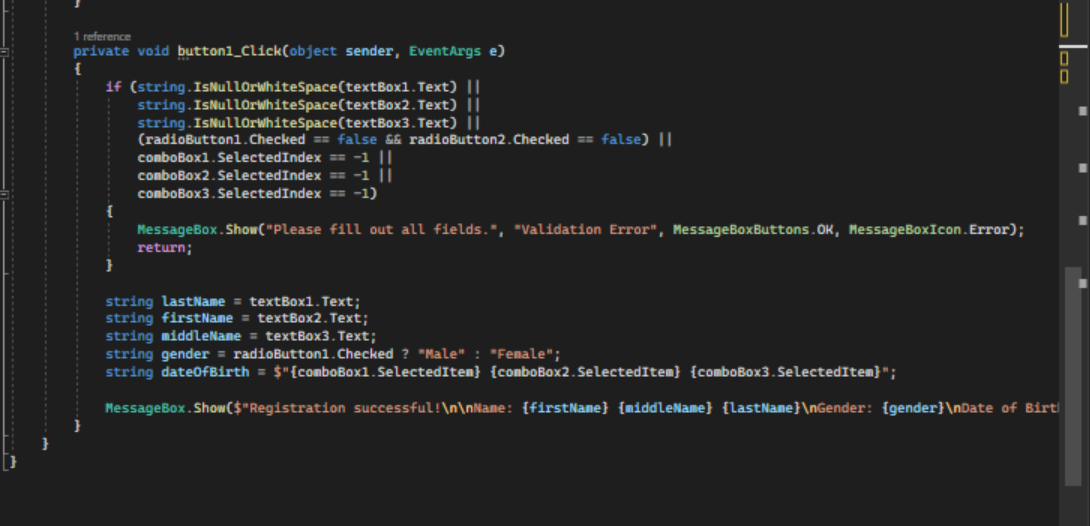 }
1 reference
private void button1_Click(object sender, EventArgs e)
{
if (string.IsNullOrWhiteSpace(textBox1.Text) ||
string.IsNullOrWhiteSpace(textBox2.Text) ||
string.IsNullOrWhiteSpace(textBox3.Text) ||
(radioButton1.Checked == false && radioButton2.Checked == false) ||
comboBox1.SelectedIndex == -1 ||
comboBox2.SelectedIndex == -1 ||
comboBox3.SelectedIndex == -1)
{
MessageBox.Show("Please fill out all fields.", "Validation Error", MessageBoxButtons.OK, MessageBoxIcon.Error);
return;
}
string lastName = textBox1.Text;
string firstName = textBox2.Text;
string middleName = textBox3.Text;
string gender = radioButton1.Checked ? "Male" : "Female";
string dateOfBirth = $"{comboBox1.SelectedItem} {comboBox2.SelectedItem} {comboBox3.SelectedItem}";
MessageBox.Show($"Registration successful!\n\nName: {firstName} {middleName} {lastName}\nGender: {gender}\nDate of Birt
}
}
}